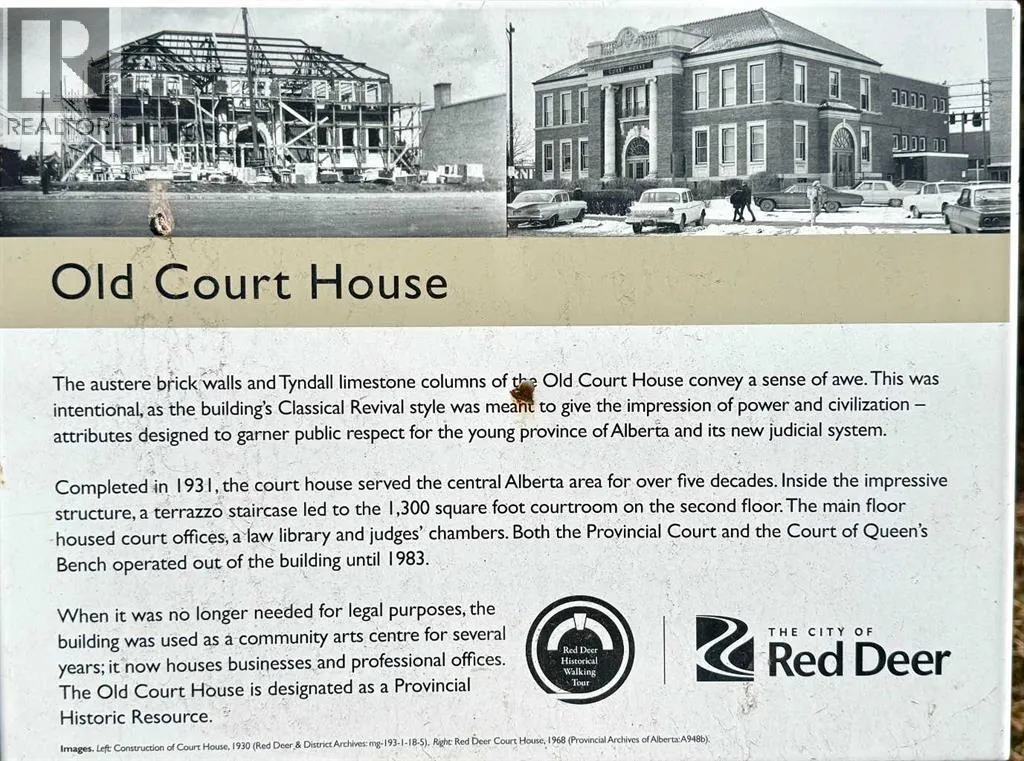 R
REALTOR
COURT HOUSE
Old Court House
The austere brick walls and Tyndall limestone columns of the Old Court House convey a sense of awe. This was
intentional, as the building's Classical Revival style was meant to give the impression of power and civilization –
attributes designed to garner public respect for the young province of Alberta and its new judicial system.
Completed in 1931, the court house served the central Alberta area for over five decades. Inside the impressive
structure, a terrazzo staircase led to the 1,300 square foot courtroom on the second floor. The main floor
housed court offices, a law library and judges' chambers. Both the Provincial Court and the Court of Queen's
Bench operated out of the building until 1983.
When it was no longer needed for legal purposes, the
building was used as a community arts centre for several
years; it now houses businesses and professional offices.
The Old Court House is designated as a Provincial
Historic Resource.
Red Deer
Historical
Walking
Tour
THE CITY OF
Red Deer
Images. Left: Construction of Court House, 1930 (Red Deer & District Archives: mg-193-1-18-5). Right: Red Deer Court House, 1968 (Provincial Archives of Alberta: A948b).